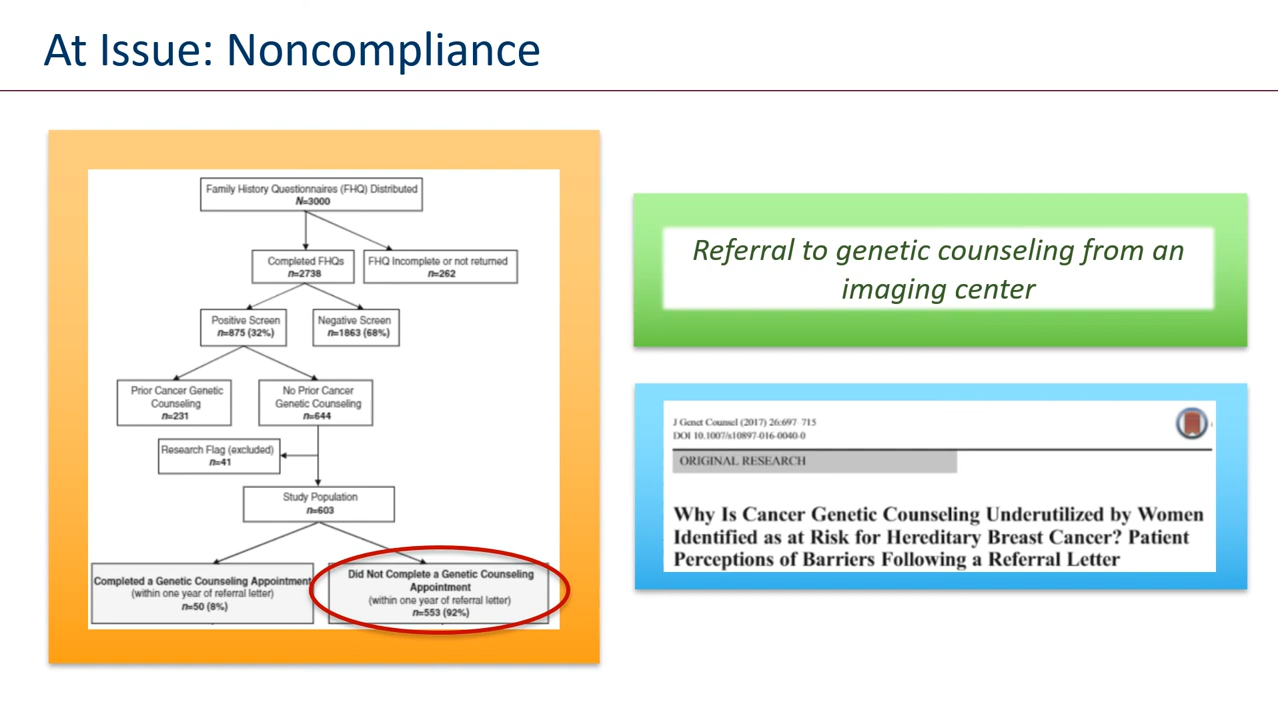 At Issue: Noncompliance
Family History Questionnaires (FHQ) Distributed
N=3000
Completed FHQs
n=2738
FHQ Incomplete or not returned
n=262
Positive Screen
n=875 (32%)
Negative Screen
n=1863 (68%)
Prior Cancer Genetic
Counseling
n=231
No Prior Cancer
Genetic Counseling
n=644
Research Flag (excluded)
n=41
Study Population
n=603
Completed a Genetic Counseling Appointment
(within one year of referral letter)
n=50 (8%)
Did Not Complete a Genetic Counseling
Appointment
(within one year of referral letter)
n=553 (92%)
Referral to genetic counseling from an
imaging center
J Genet Counsel (2017) 26:697–715
DOI 10.1007/s10897-016-0040-0
ORIGINAL RESEARCH
Why Is Cancer Genetic Counseling Underutilized by Women
Identified as at Risk for Hereditary Breast Cancer? Patient
Perceptions of Barriers Following a Referral Letter